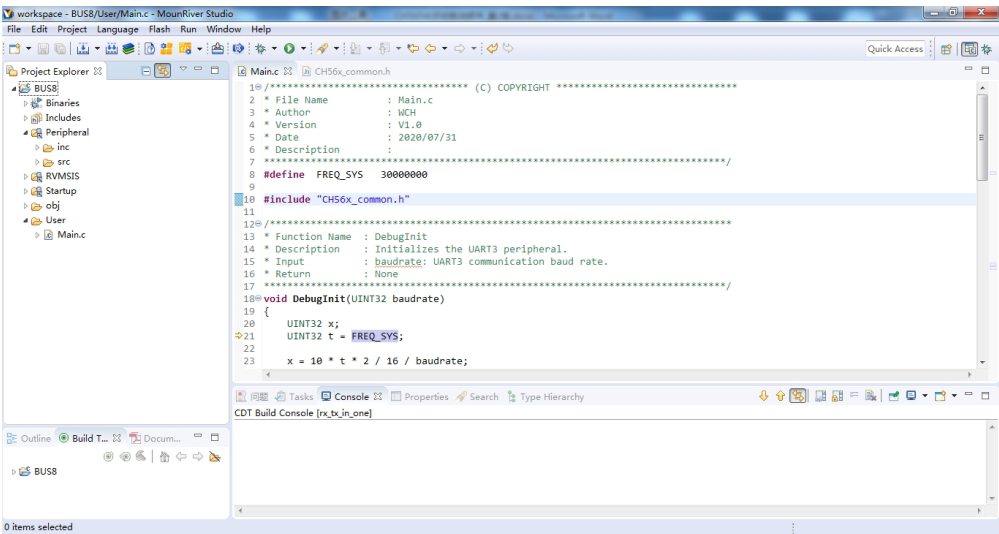 workspace - BUS8/User/Main.c - MounRiver Studio
File Edit Project Language Flash Run Window Help
Quick Access
Project Explorer
BUS8
Binaries
Includes
Peripheral
inc
src
RVMSIS
Startup
obj
User
Main.c
Main.c CH56x_common.h
1 /********************************* (C) COPYRIGHT *******************************
2 * File Name : Main.c
3 * Author : WCH
4 * Version : V1.0
5 * Date : 2020/07/31
6 * Description :
7 *******************************************************************************/
8 #define FREQ_SYS 30000000
9
10 #include "CH56x_common.h"
11
12 /*******************************************************************************
13 * Function Name : DebugInit
14 * Description : Initializes the UART3 peripheral.
15 * Input : baudrate: UART3 communication baud rate.
16 * Return : None
17 *******************************************************************************/
18 void DebugInit(UINT32 baudrate)
19 {
20 UINT32 x;
21 UINT32 t = FREQ_SYS;
22
23 x = 10 * t * 2 / 16 / baudrate;
问题 Tasks Console Properties Search Type Hierarchy
CDT Build Console [rx_tx_in_one]
Outline Build T... Docum...
BUS8
0 items selected